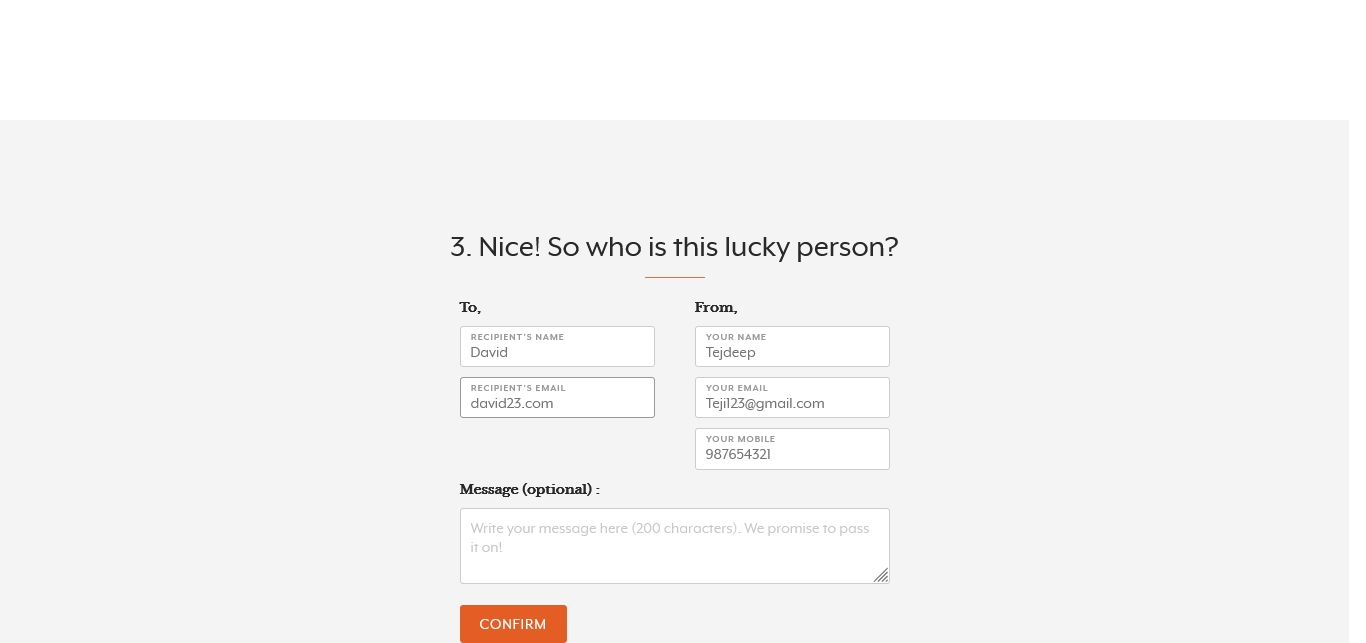 3. Nice! So who is this lucky person?
To,
RECIPIENT'S NAME
David
RECIPIENT'S EMAIL
david23.com
From,
YOUR NAME
Tejdeep
YOUR EMAIL
Teji123@gmail.com
YOUR MOBILE
987654321
Message (optional) :
Write your message here (200 characters). We promise to pass
it on!
CONFIRM